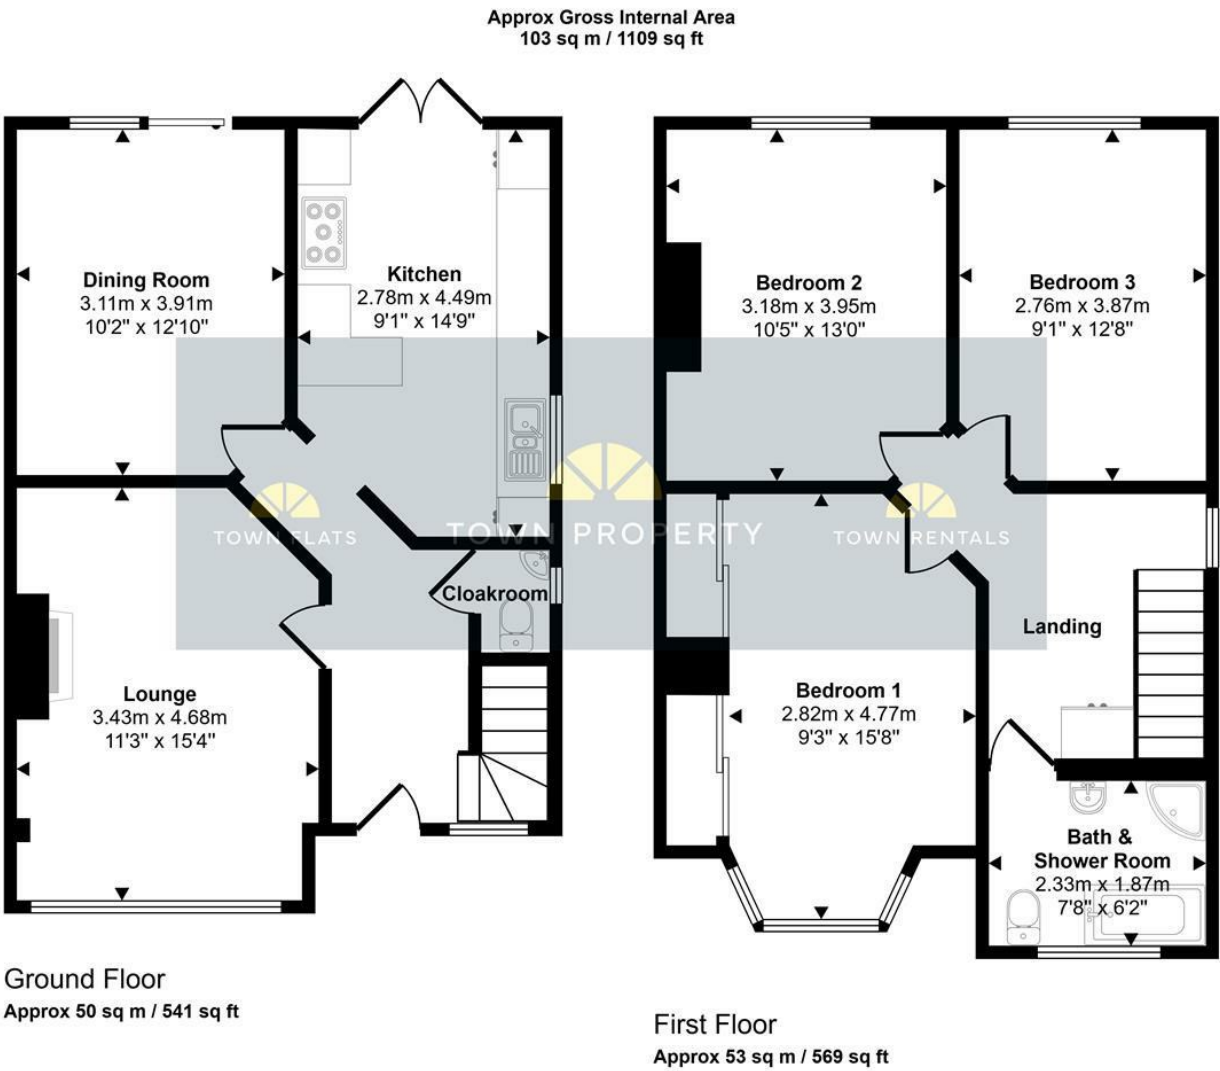 Approx Gross Internal Area
103 sq m / 1109 sq ft
Dining Room
3.11m x 3.91m
10'2" x 12'10"
Kitchen
2.78m x 4.49m
9'1" x 14'9"
Cloakroom
Lounge
3.43m x 4.68m
11'3" x 15'4"
Bedroom 2
3.18m x 3.95m
10'5" x 13'0"
Bedroom 3
2.76m x 3.87m
9'1" x 12'8"
TOWN FLATS
TOWN PROPERTY
TOWN RENTALS
Landing
Bedroom 1
2.82m x 4.77m
9'3" x 15'8"
Bath &
Shower Room
2.33m x 1.87m
7'8" x 6'2"
Ground Floor
Approx 50 sq m / 541 sq ft
First Floor
Approx 53 sq m / 569 sq ft